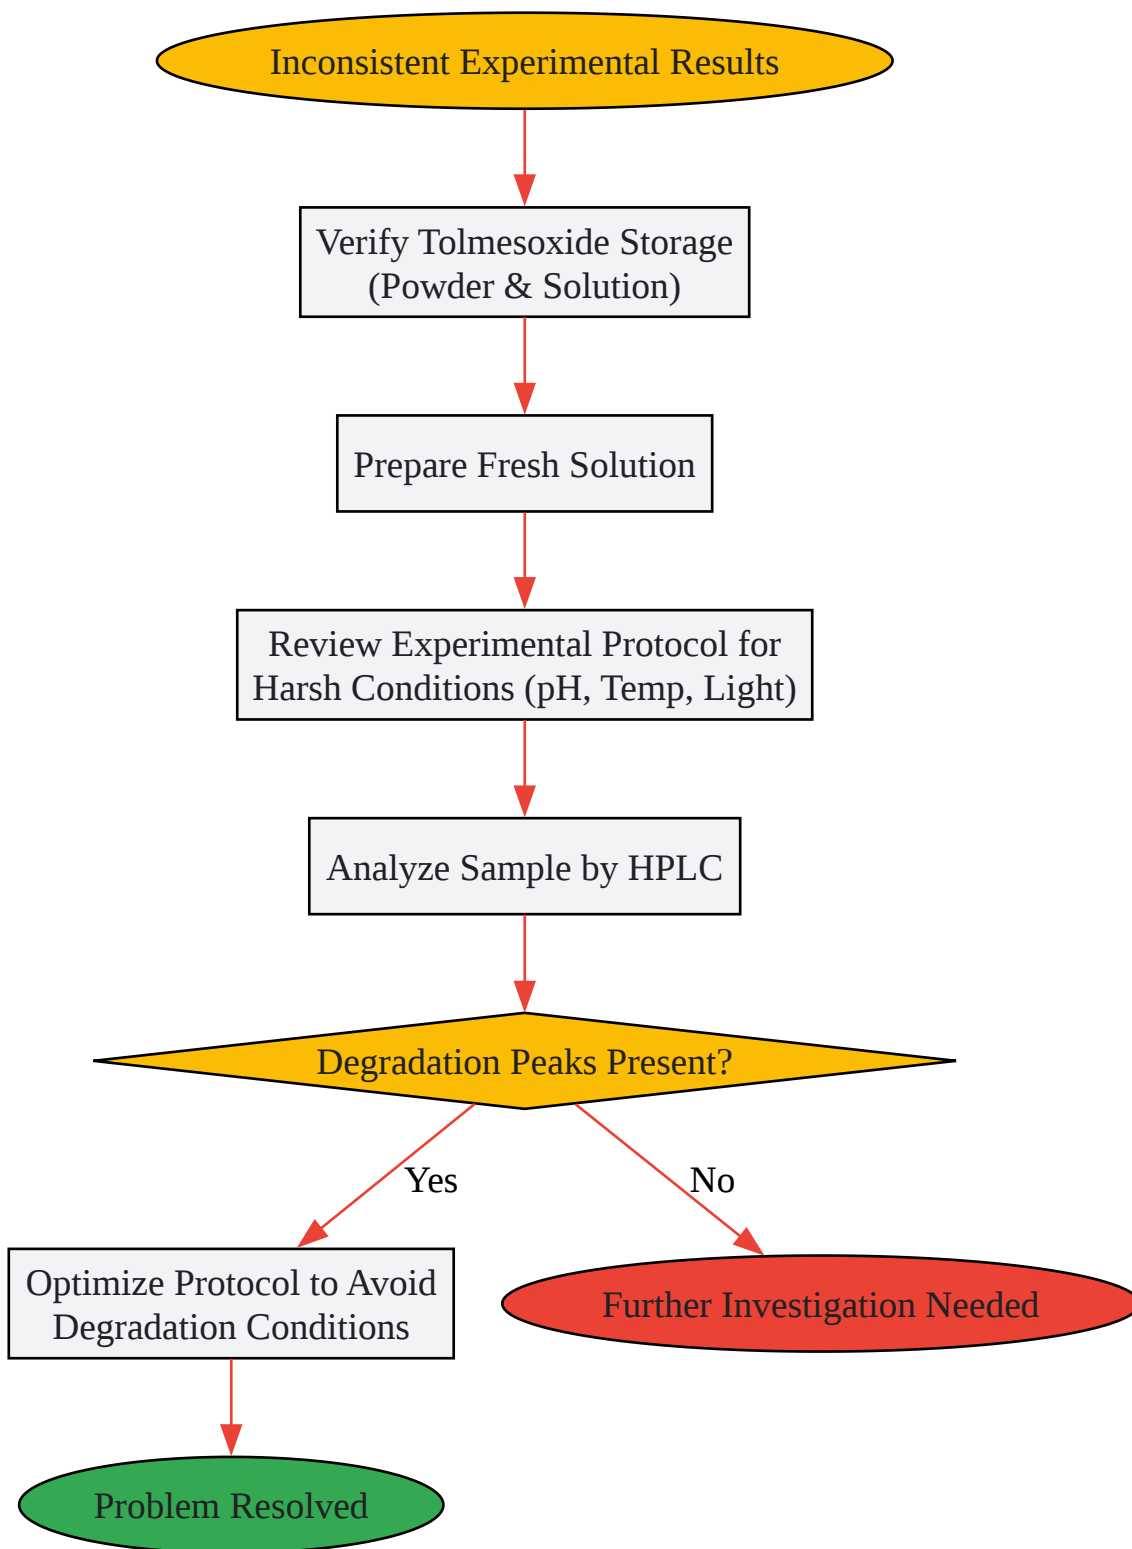 Inconsistent Experimental Results
Verify Tolmesoxide Storage
(Powder & Solution)
Prepare Fresh Solution
Review Experimental Protocol for
Harsh Conditions (pH, Temp, Light)
Analyze Sample by HPLC
Degradation Peaks Present?
Yes
No
Optimize Protocol to Avoid
Degradation Conditions
Further Investigation Needed
Problem Resolved